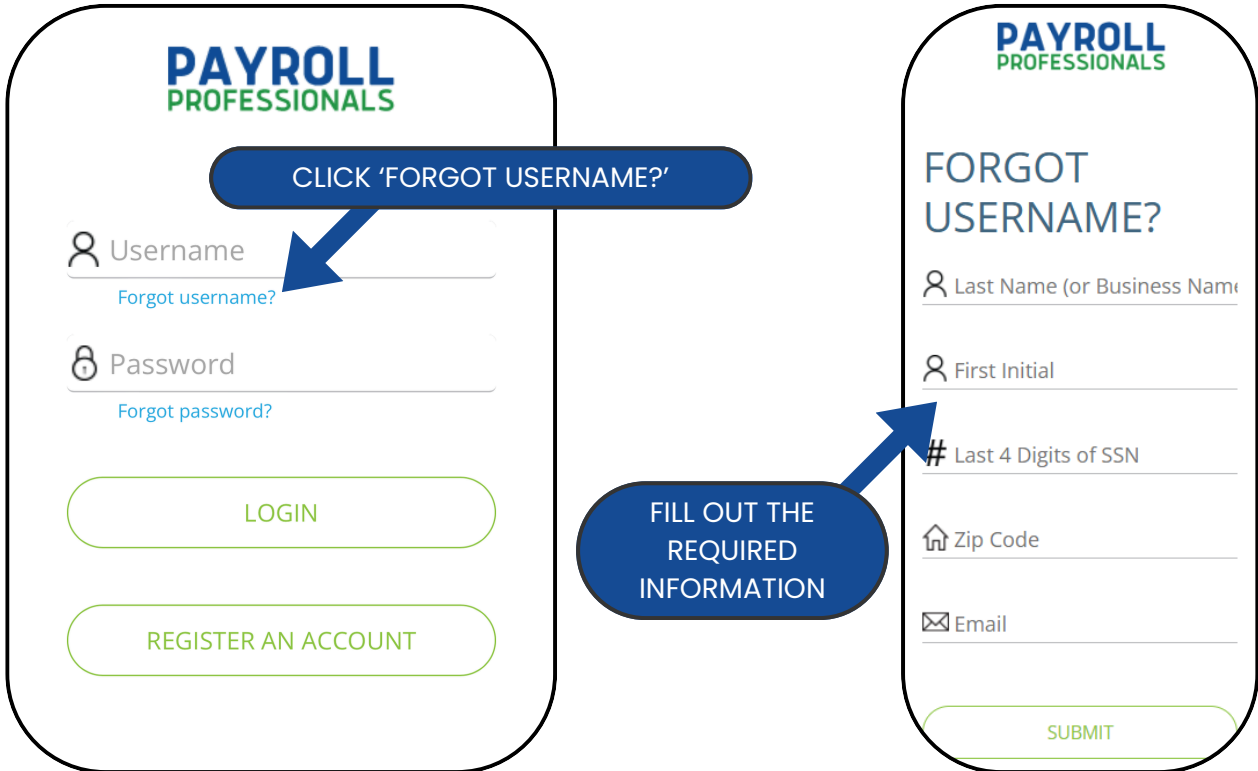 PAYROLL
PROFESSIONALS
CLICK ‘FORGOT USERNAME?’
Username
Forgot username?
Password
Forgot password?
LOGIN
REGISTER AN ACCOUNT
FILL OUT THE
REQUIRED
INFORMATION
PAYROLL
PROFESSIONALS
FORGOT
USERNAME?
Last Name (or Business Name
First Initial
# Last 4 Digits of SSN
Zip Code
Email
SUBMIT